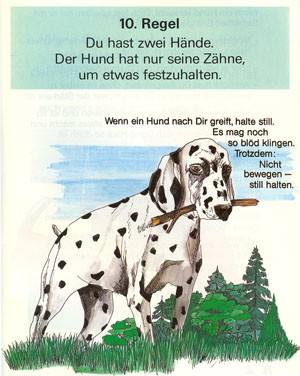 10. Regel
Du hast zwei Hände.
Der Hund hat nur seine Zähne,
um etwas festzuhalten.
Wenn ein Hund nach Dir greift, halte still.
Es mag noch
so blöd klingen.
Trotzdem:
Nicht
bewegen –
still halten.